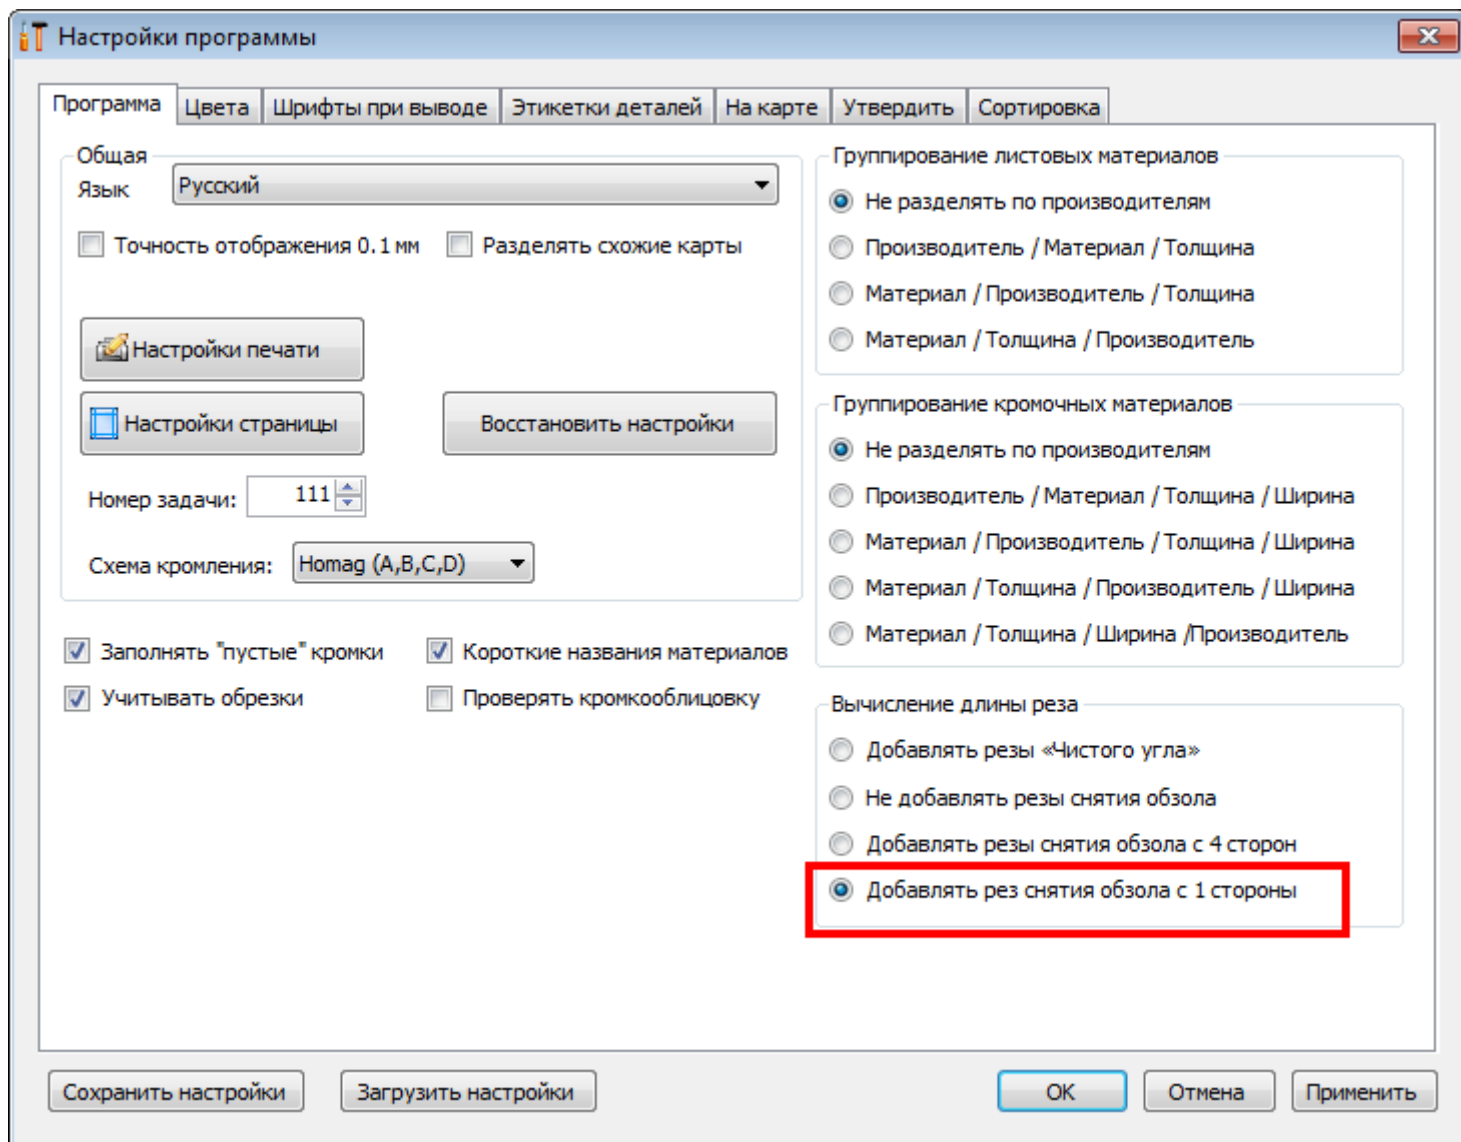 Настройки программы
Программа
Цвета
Шрифты при выводе
Этикетки деталей
На карте
Утвердить
Сортировка
Общая
Язык
Русский
Точность отображения 0.1 мм
Разделять схожие карты
Настройки печати
Настройки страницы
Восстановить настройки
Номер задачи:
111
Схема кромления:
Homag (A,B,C,D)
Заполнять "пустые" кромки
Короткие названия материалов
Учитывать обрезки
Проверять кромкооблицовку
Группирование листовых материалов
Не разделять по производителям
Производитель / Материал / Толщина
Материал / Производитель / Толщина
Материал / Толщина / Производитель
Группирование кромочных материалов
Не разделять по производителям
Производитель / Материал / Толщина / Ширина
Материал / Производитель / Толщина / Ширина
Материал / Толщина / Производитель / Ширина
Материал / Толщина / Ширина /Производитель
Вычисление длины реза
Добавлять резы «Чистого угла»
Не добавлять резы снятия обзола
Добавлять резы снятия обзола с 4 сторон
Добавлять рез снятия обзола с 1 стороны
Сохранить настройки
Загрузить настройки
OK
Отмена
Применить